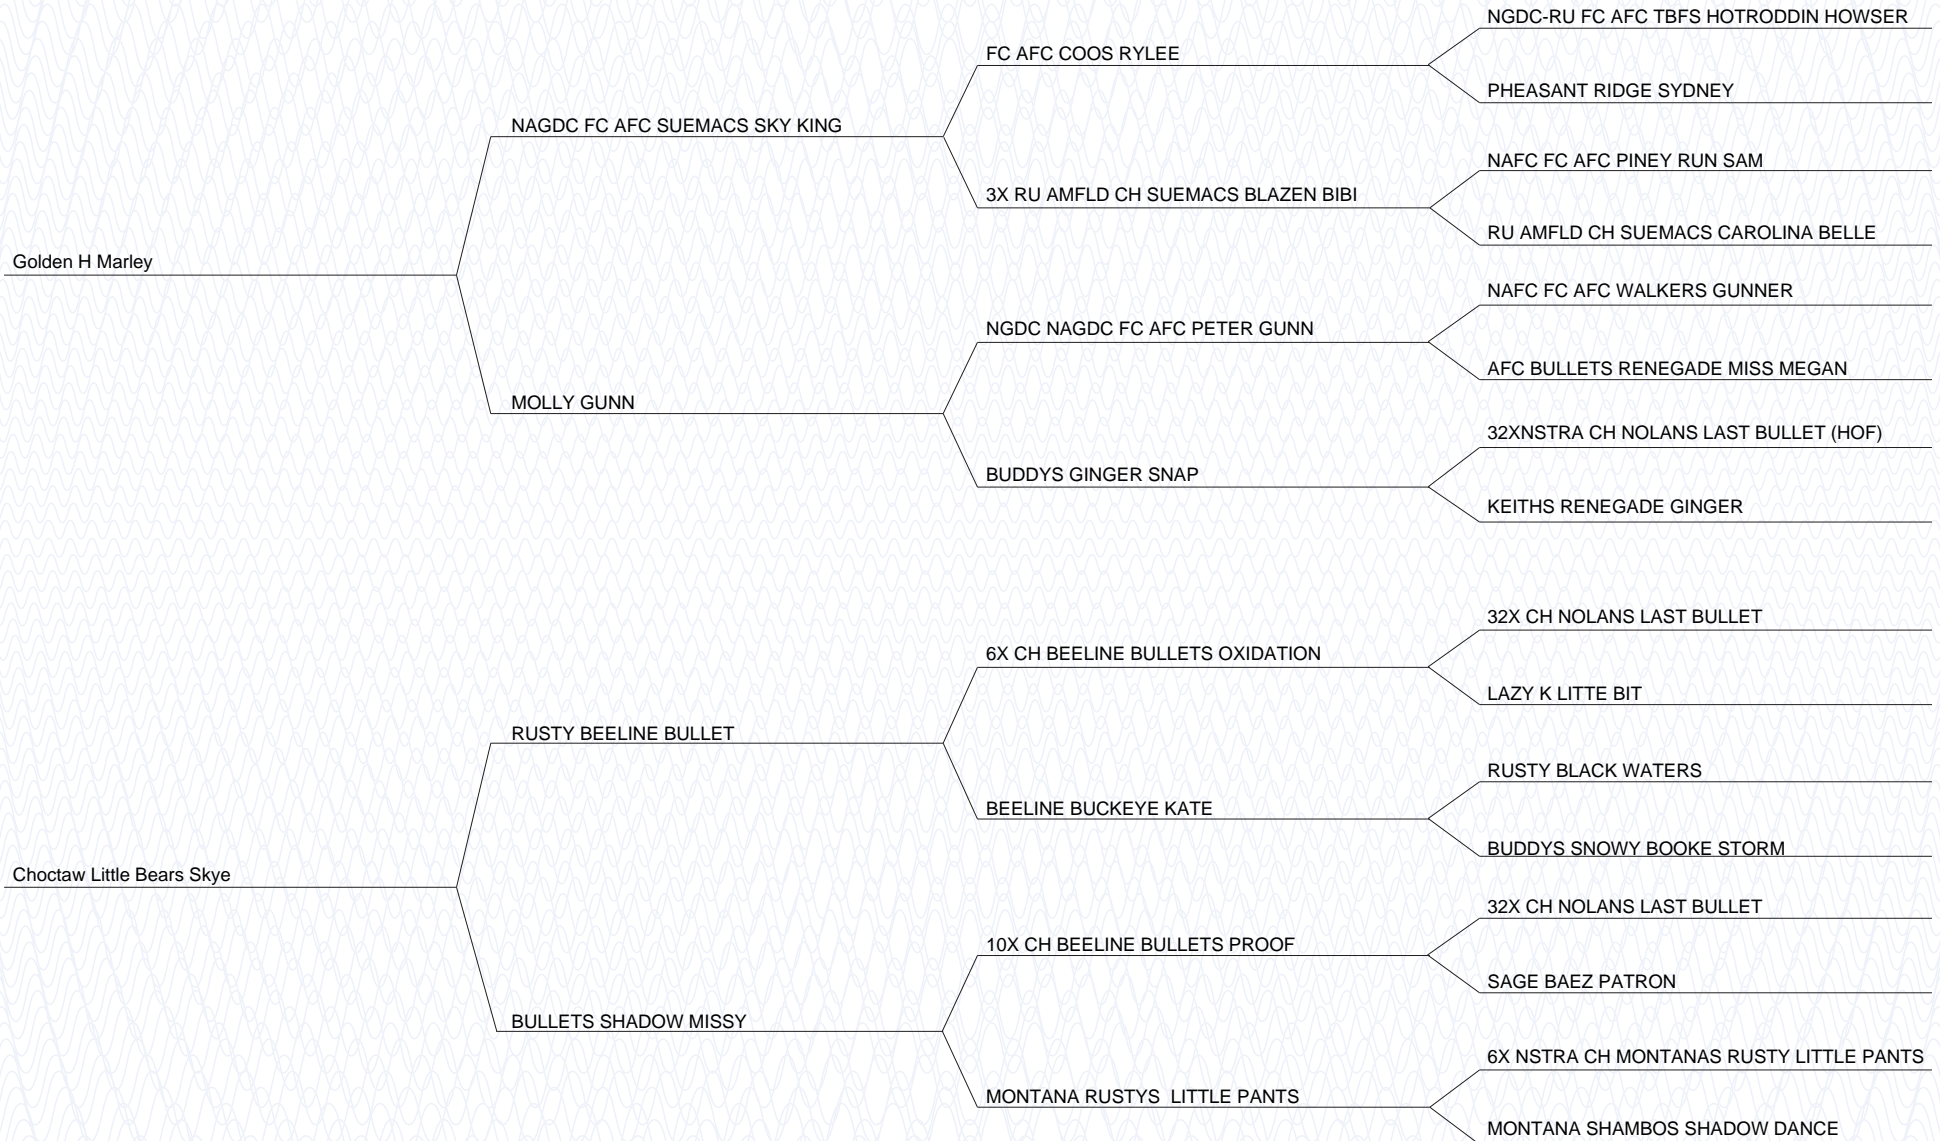 NGDC-RU FC AFC TBFS HOTRODDIN HOWSER
FC AFC COOS RYLEE
PHEASANT RIDGE SYDNEY
NAGDC FC AFC SUEMACS SKY KING
NAFC FC AFC PINEY RUN SAM
3X RU AMFLD CH SUEMACS BLAZEN BIBI
RU AMFLD CH SUEMACS CAROLINA BELLE
Golden H Marley
NAFC FC AFC WALKERS GUNNER
NGDC NAGDC FC AFC PETER GUNN
AFC BULLETS RENEGADE MISS MEGAN
MOLLY GUNN
32XNSTRA CH NOLANS LAST BULLET (HOF)
BUDDYS GINGER SNAP
KEITHS RENEGADE GINGER
32X CH NOLANS LAST BULLET
6X CH BEELINE BULLETS OXIDATION
LAZY K LITTE BIT
RUSTY BEELINE BULLET
RUSTY BLACK WATERS
BEELINE BUCKEYE KATE
BUDDYS SNOWY BOOKE STORM
Choctaw Little Bears Skye
32X CH NOLANS LAST BULLET
10X CH BEELINE BULLETS PROOF
SAGE BAEZ PATRON
BULLETS SHADOW MISSY
6X NSTRA CH MONTANAS RUSTY LITTLE PANTS
MONTANA RUSTYS  LITTLE PANTS
MONTANA SHAMBOS SHADOW DANCE